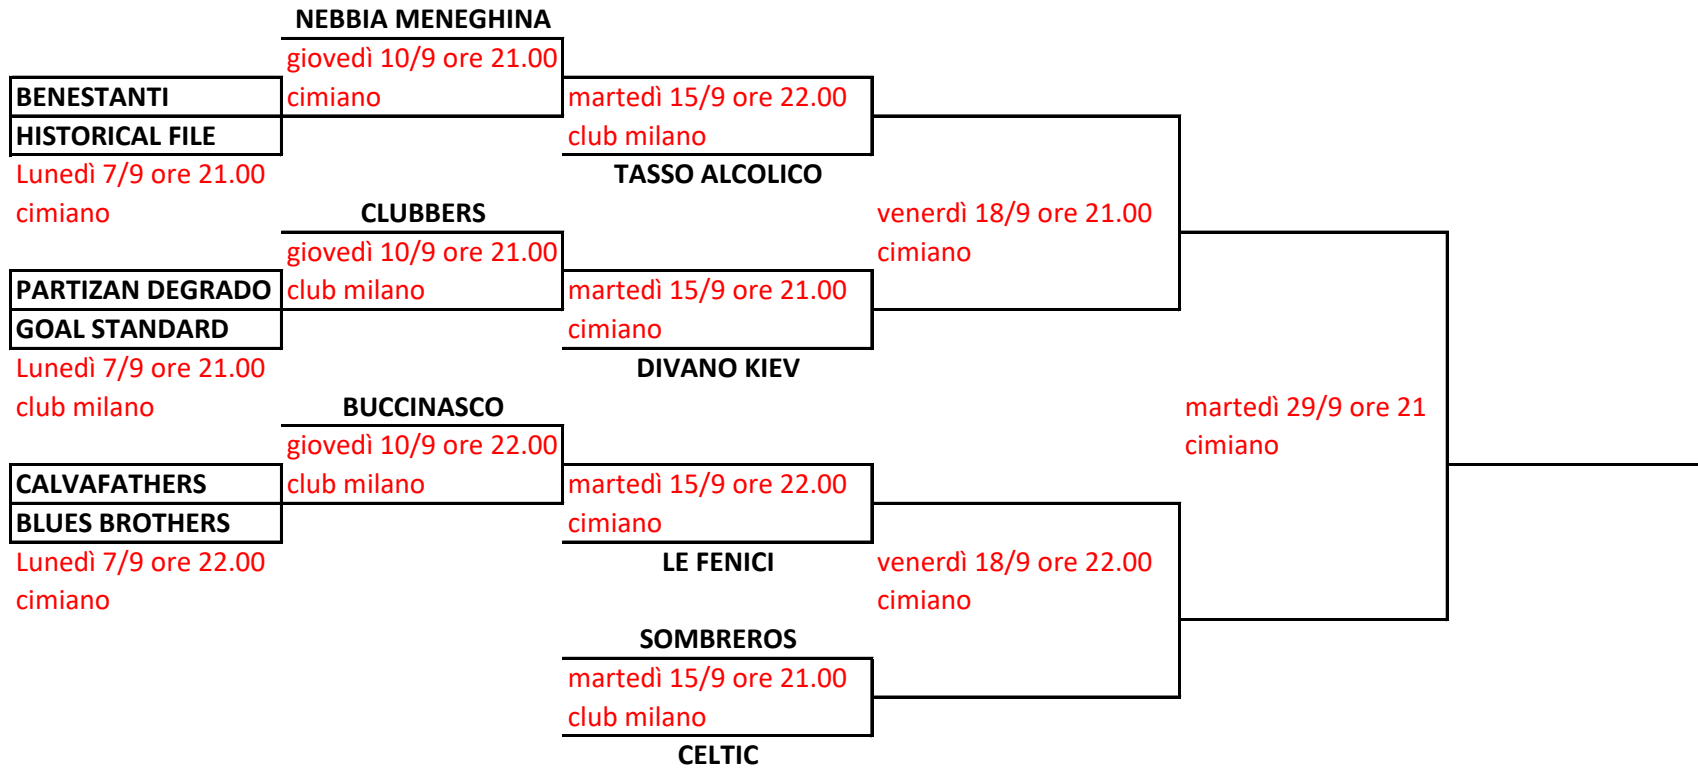 NEBBIA MENEGHINA
giovedì 10/9 ore 21.00
BENESTANTI
cimiano
martedì 15/9 ore 22.00
HISTORICAL FILE
club milano
Lunedì 7/9 ore 21.00
TASSO ALCOLICO
cimiano
CLUBBERS
venerdì 18/9 ore 21.00
giovedì 10/9 ore 21.00
cimiano
PARTIZAN DEGRADO
club milano
martedì 15/9 ore 21.00
GOAL STANDARD
cimiano
Lunedì 7/9 ore 21.00
DIVANO KIEV
club milano
BUCCINASCO
martedì 29/9 ore 21
giovedì 10/9 ore 22.00
cimiano
CALVAFATHERS
club milano
martedì 15/9 ore 22.00
BLUES BROTHERS
cimiano
Lunedì 7/9 ore 22.00
LE FENICI
venerdì 18/9 ore 22.00
cimiano
cimiano
SOMBREROS
martedì 15/9 ore 21.00
club milano
CELTIC